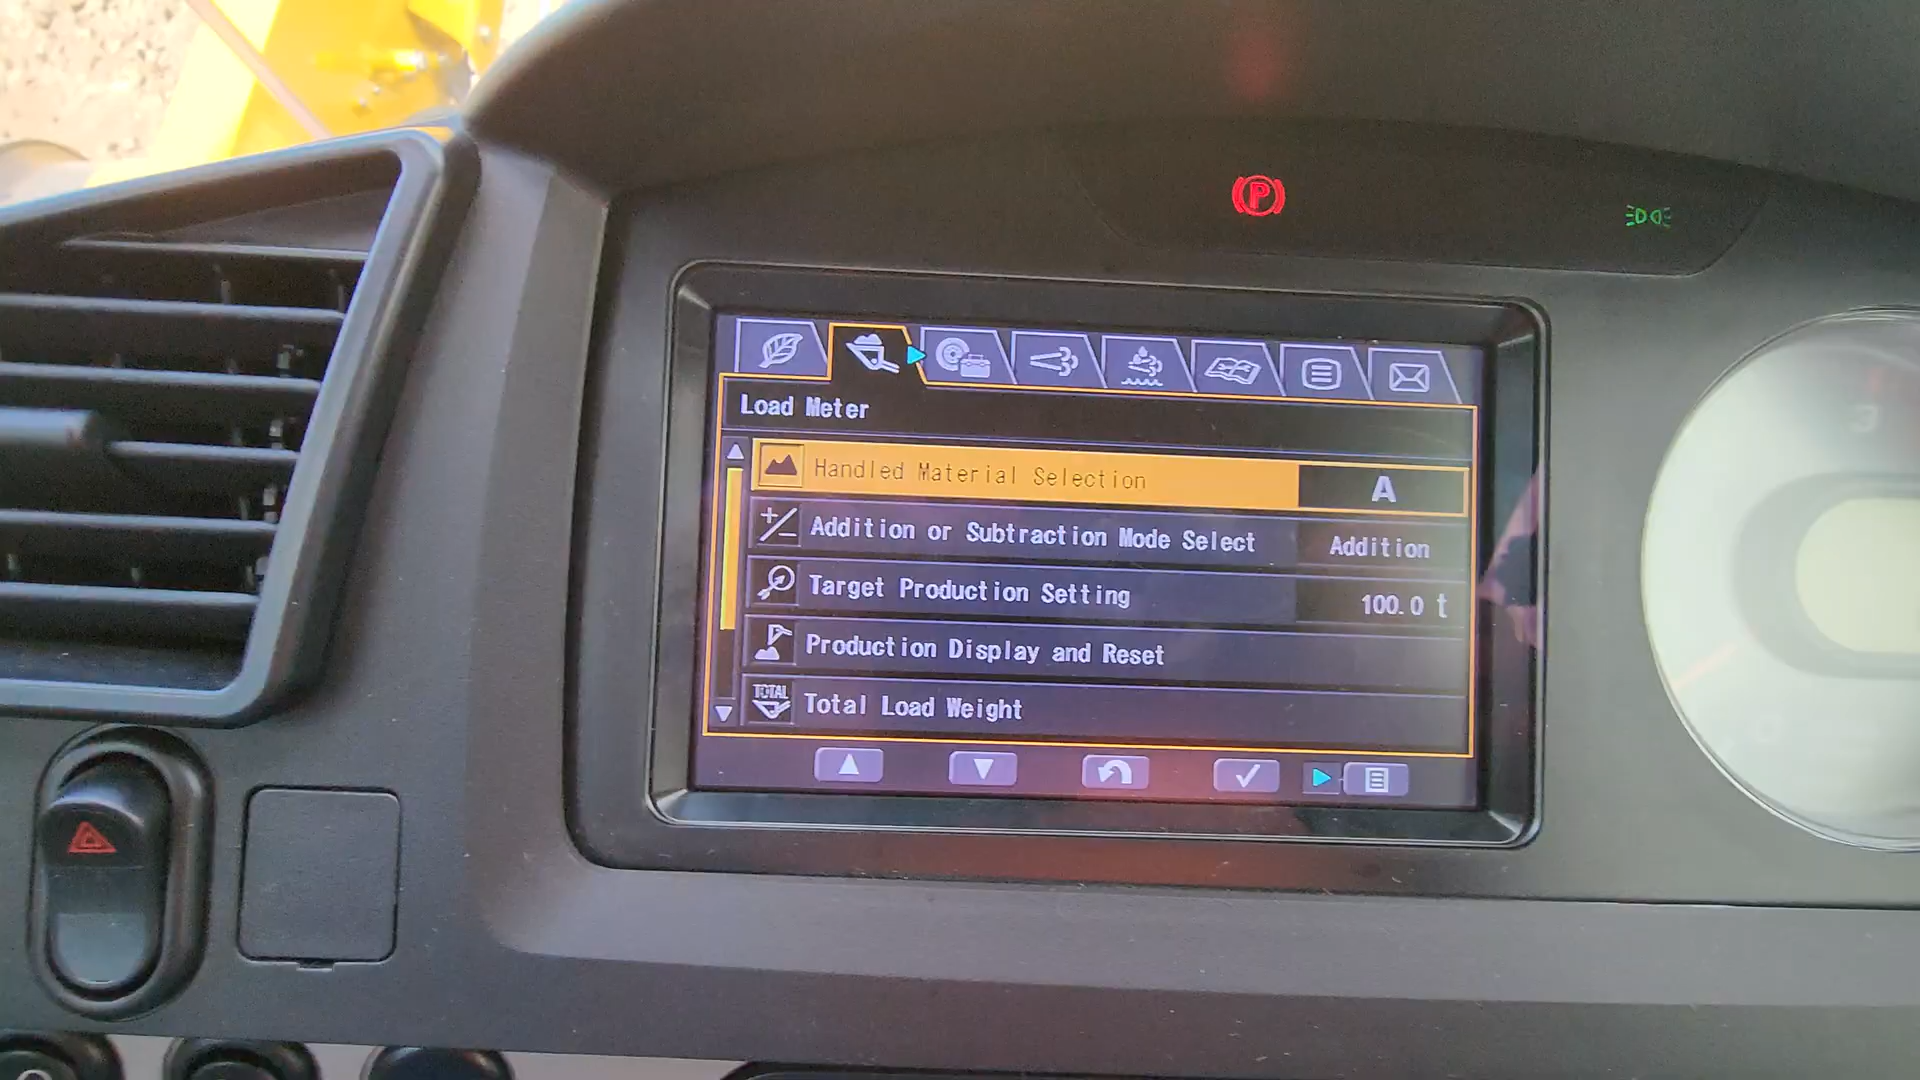 P
Load Meter
Handled Material Selection A
Addition or Subtraction Mode Select Addition
Target Production Setting 100.0 t
Production Display and Reset
TOTAL Total Load Weight